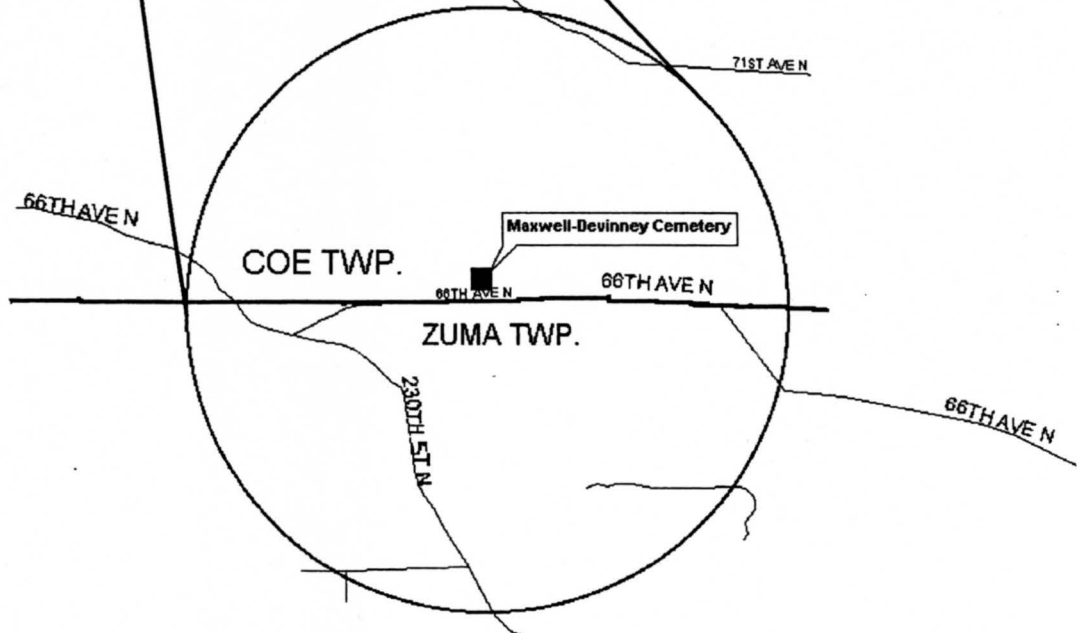 71ST AVE N
66TH AVE N
Maxwell-Devinney Cemetery
COE TWP.
66TH AVE N
66TH AVE N
ZUMA TWP.
230TH ST N
66TH AVE N